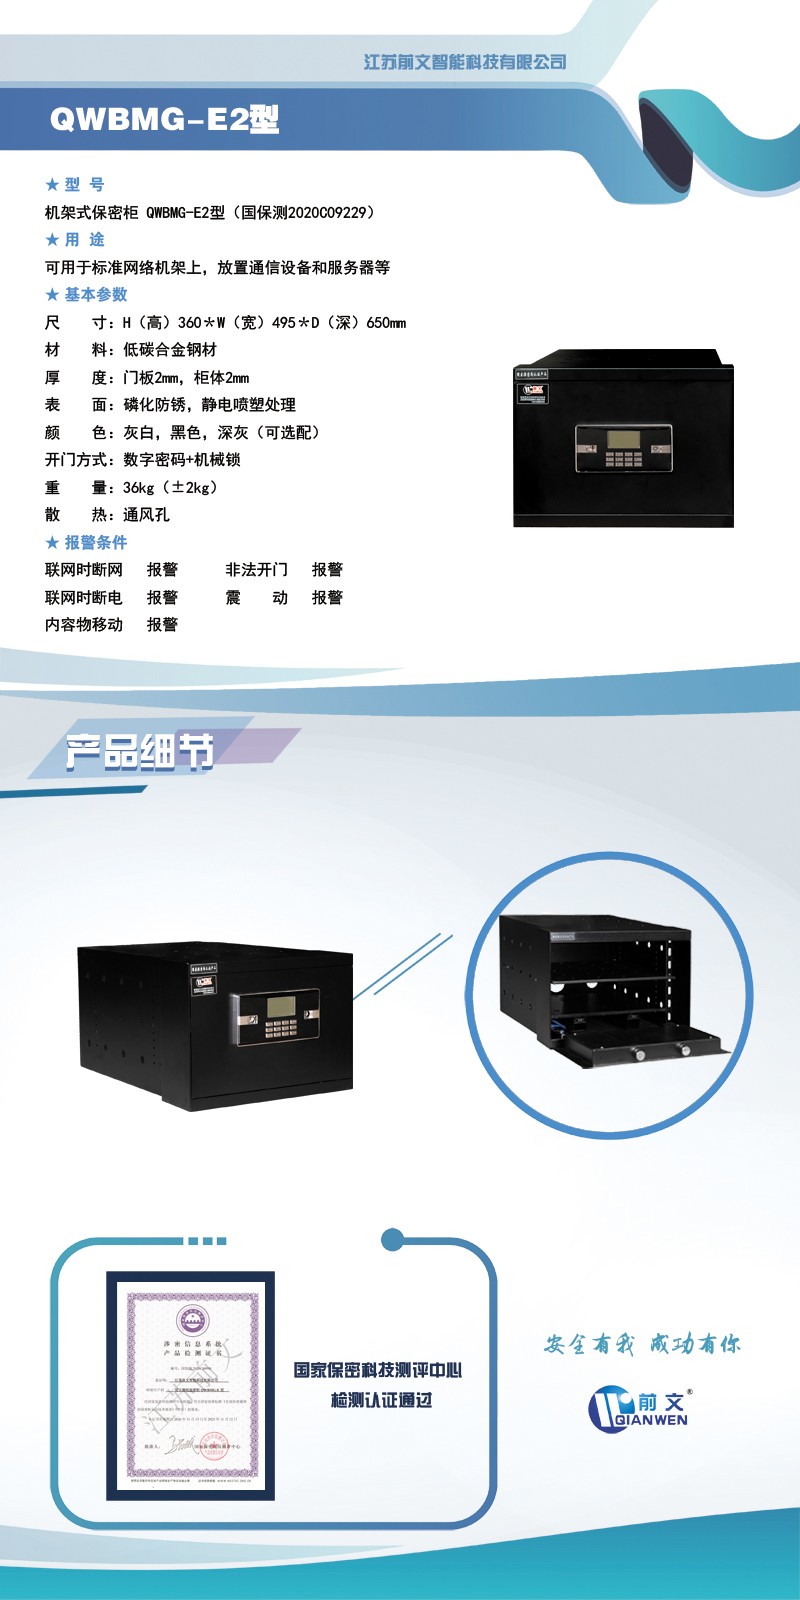 江苏前文智能科技有限公司
QWBMG-E2型
★ 型 号
机架式保密柜 QWBMG-E2型（国保测2020C09229）
★ 用 途
可用于标准网络机架上，放置通信设备和服务器等
★ 基本参数
尺 寸：H（高）360＊W（宽）495＊D（深）650mm
材 料：低碳合金钢材
厚 度：门板2mm，柜体2mm
表 面：磷化防锈，静电喷塑处理
颜 色：灰白，黑色，深灰（可选配）
开门方式：数字密码+机械锁
重 量：36kg（±2kg）
散 热：通风孔
★ 报警条件
联网时断网 报警 非法开门 报警
联网时断电 报警 震 动 报警
内容物移动 报警
产品细节
涉密信息系统
产品检测证书
国家保密科技测评中心
检测认证通过
安全有我 成功有你
前文®
QIANWEN